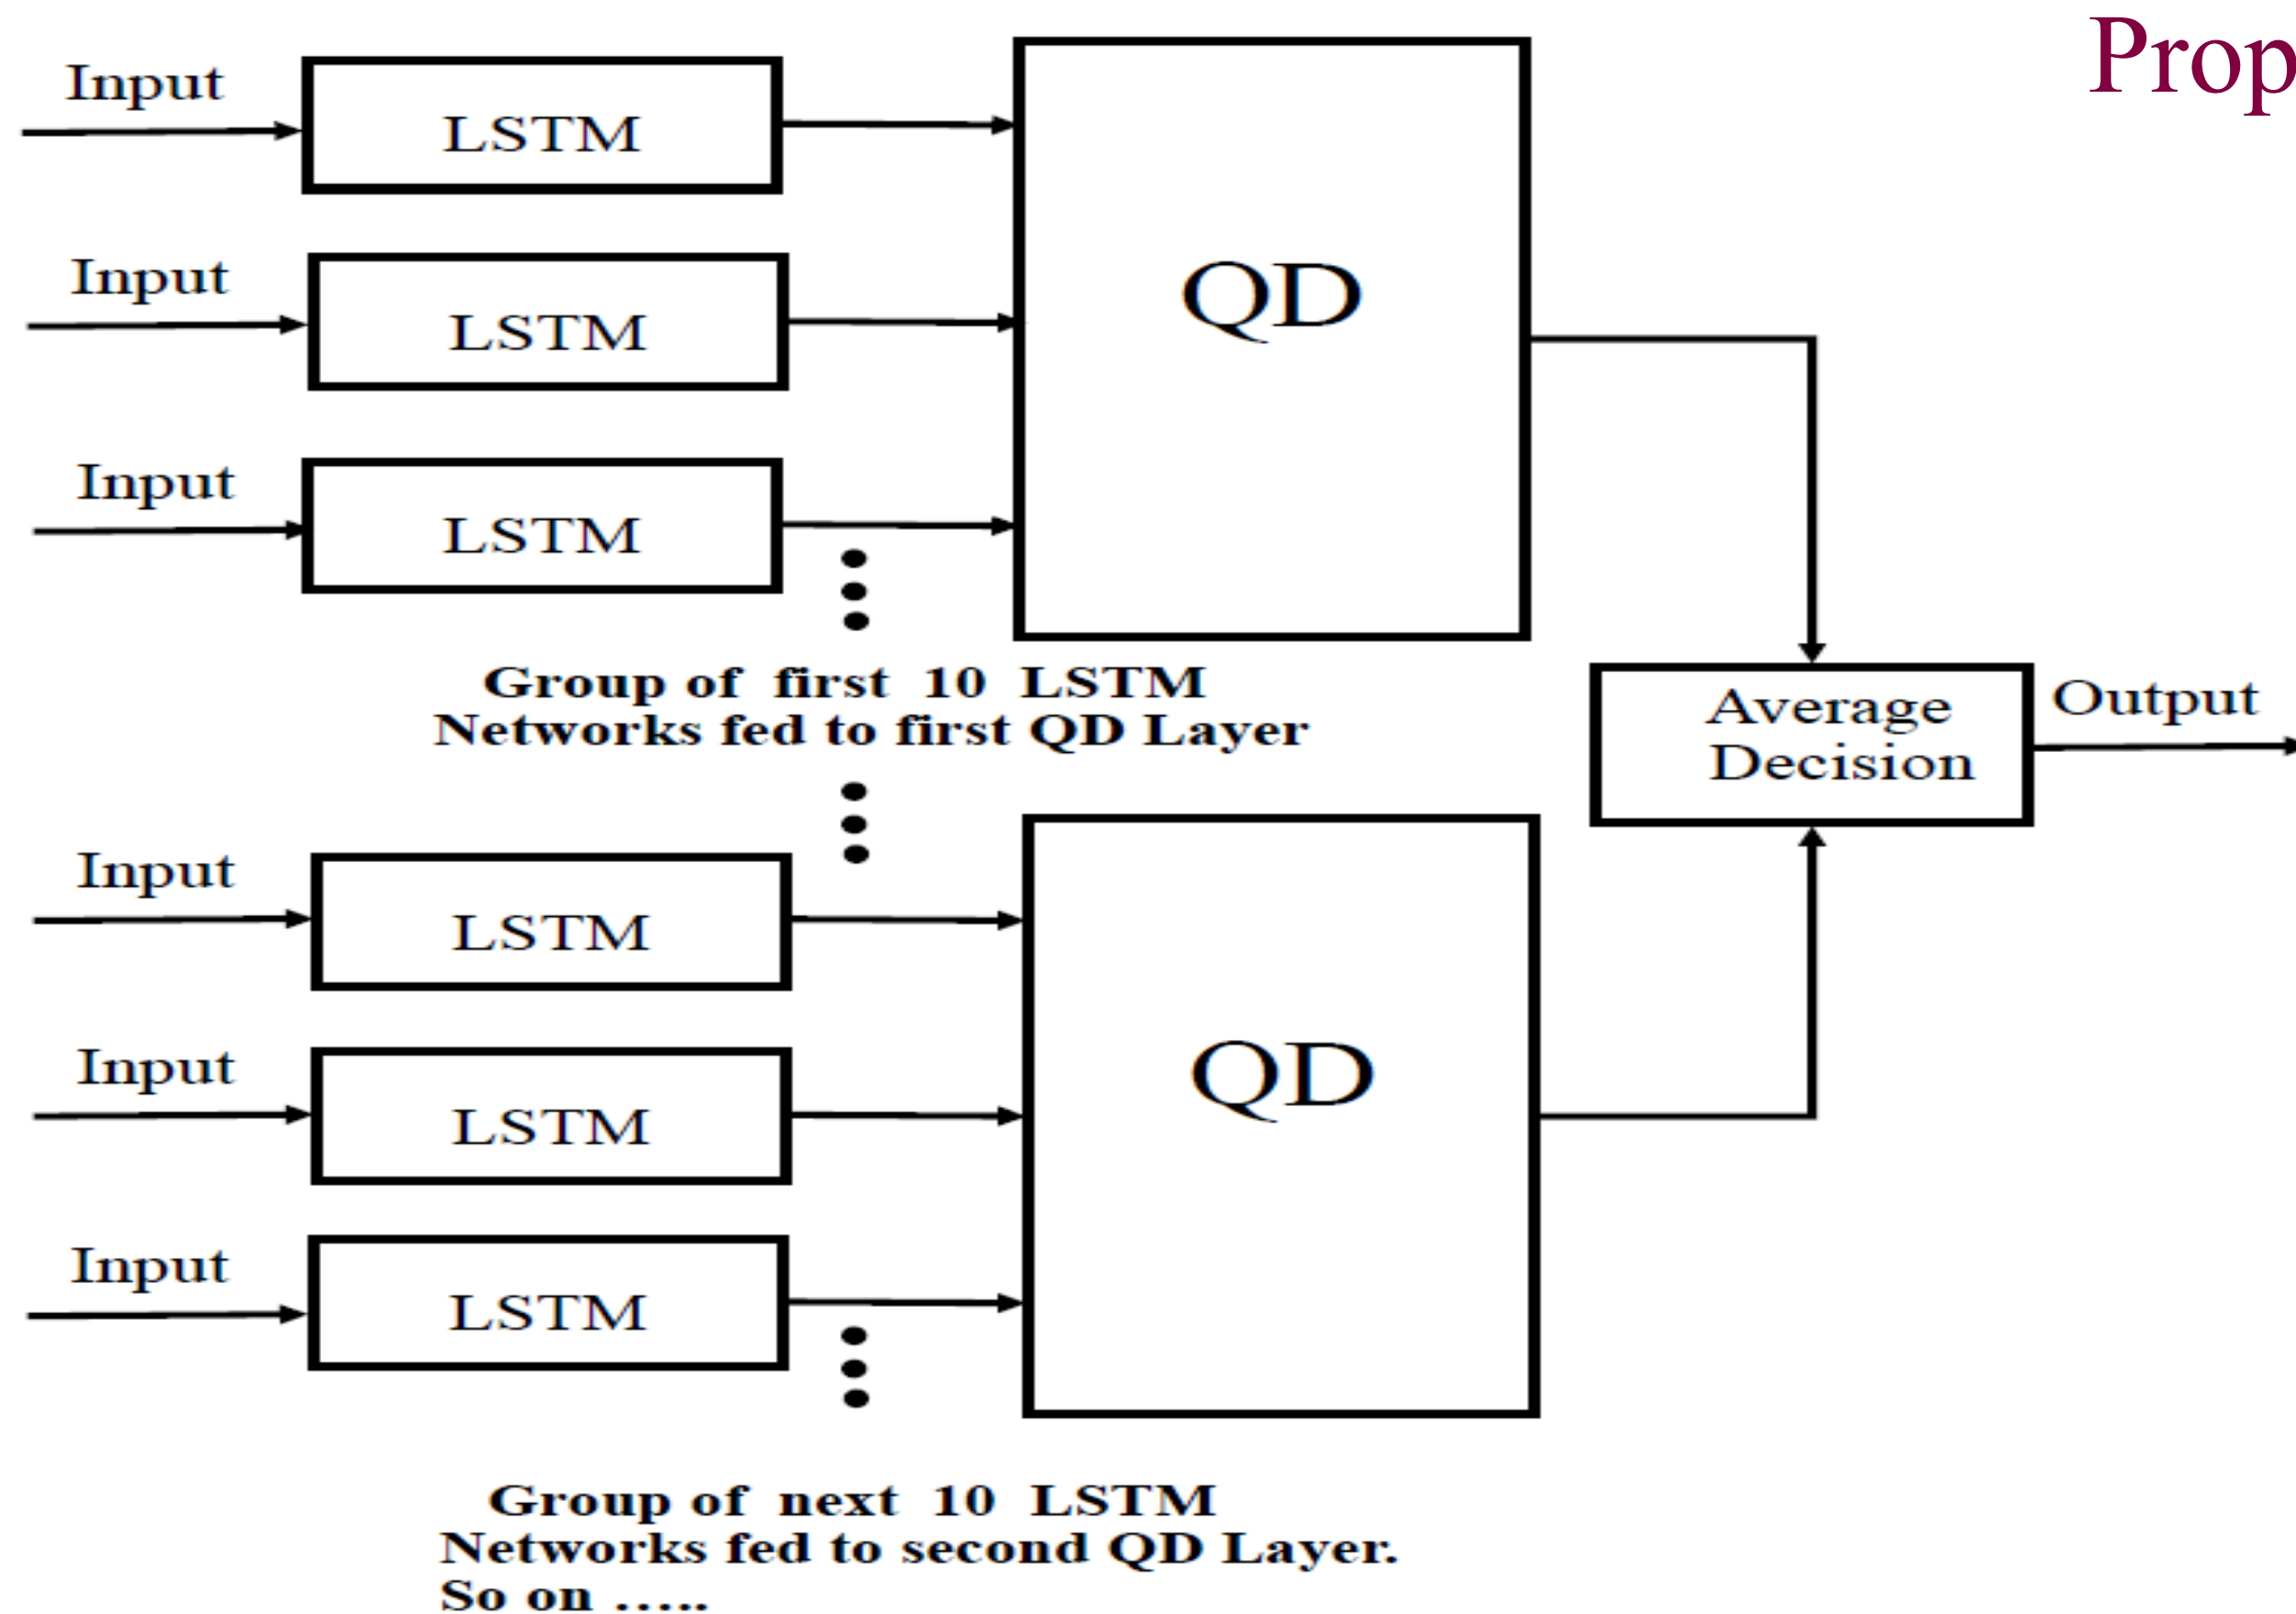 Prop
Input
LSTM
Input
LSTM
Input
LSTM
QD
Group of first 10 LSTM
Networks fed to first QD Layer
Average
Decision
Output
Input
LSTM
Input
LSTM
Input
LSTM
QD
Group of next 10 LSTM
Networks fed to second QD Layer.
So on .....